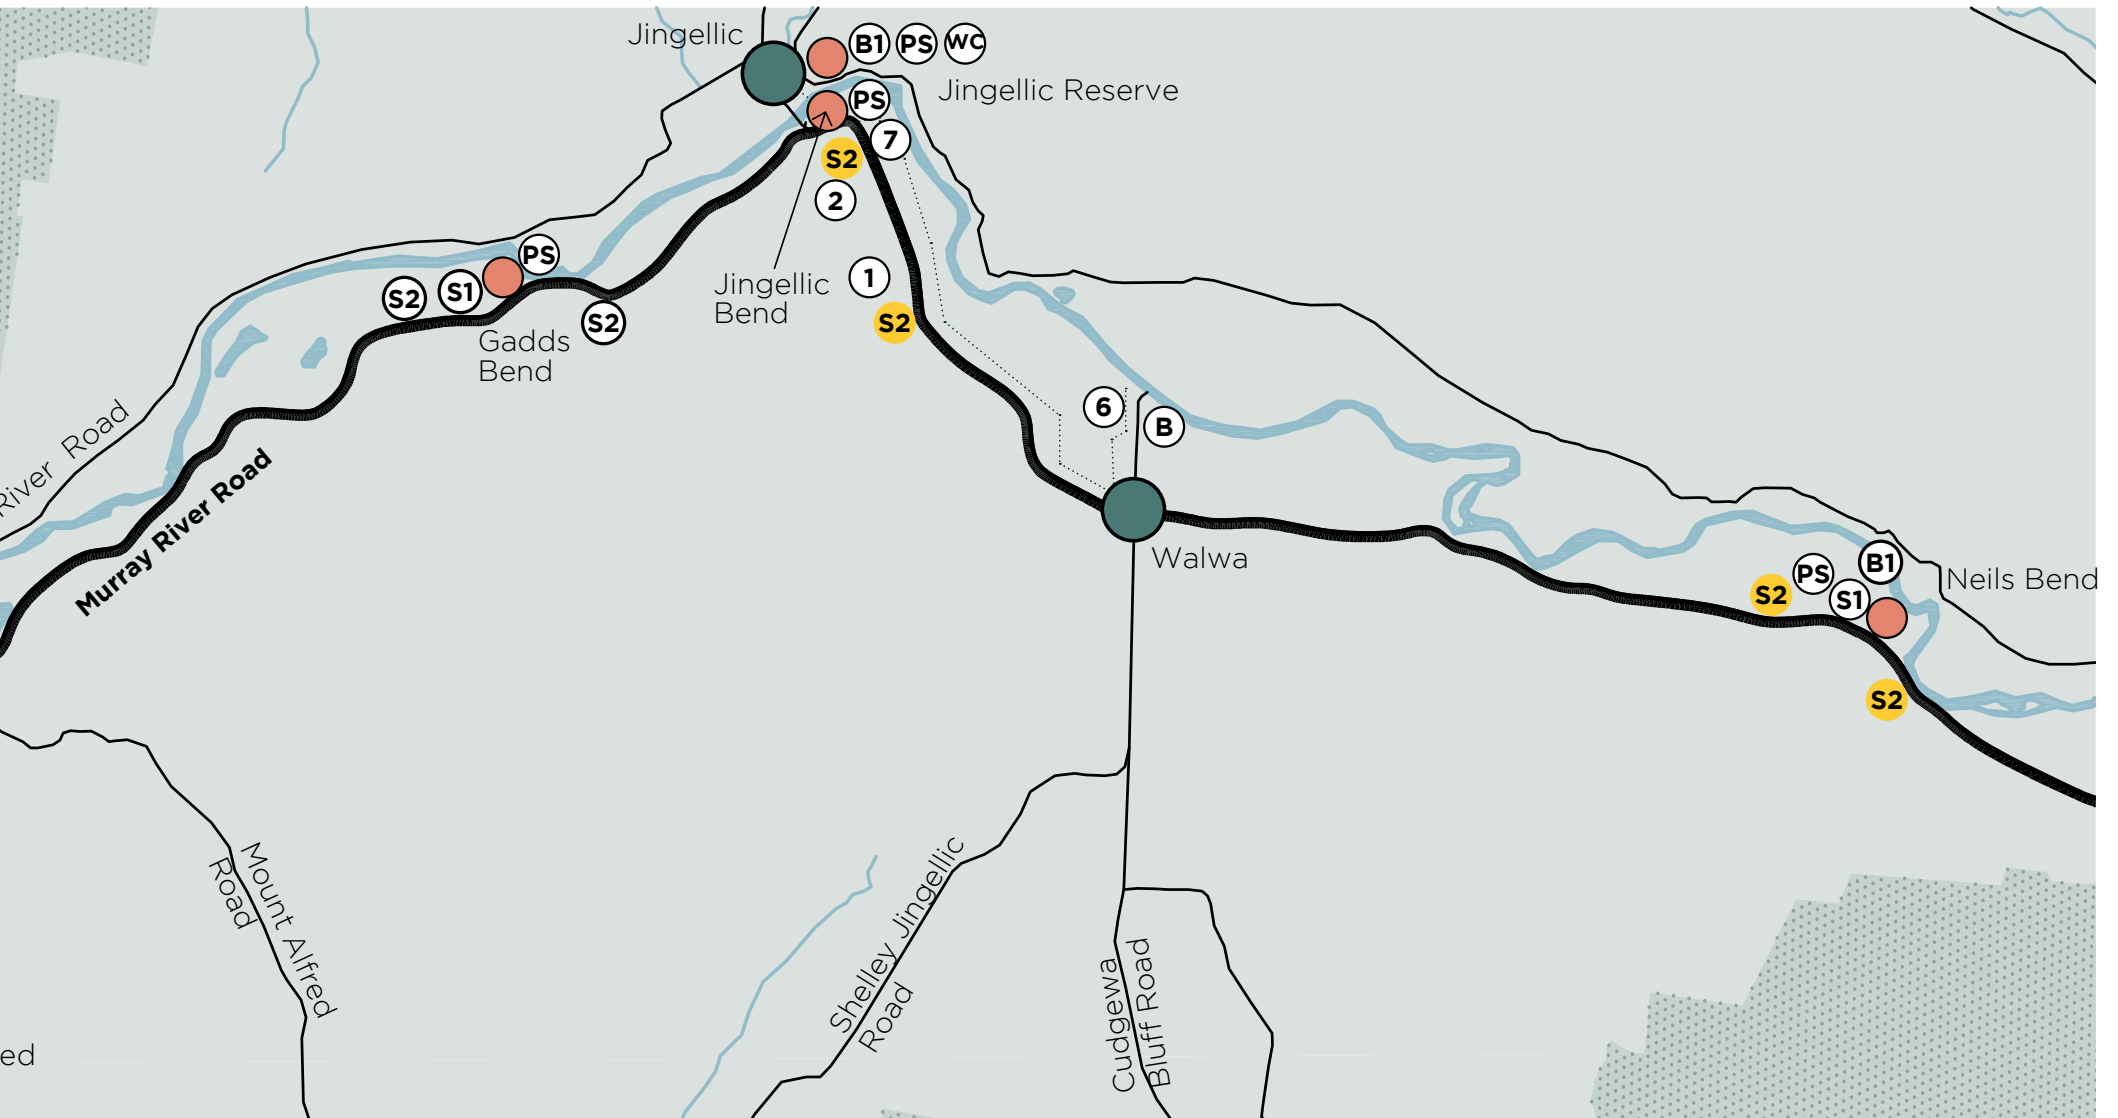 Jingellic
B1 PS WC
Jingellic Reserve
PS
7
S2
2
PS
S2 S1
Jingellic
Bend
1
S2
S2
Gadds
Bend
River Road
6
B
Murray River Road
Walwa
B1
PS
S2 S1
Neils Bend
S2
Mount Alfred
Road
Shelley Jingellic
Road
Cudgewa
Bluff Road
ed